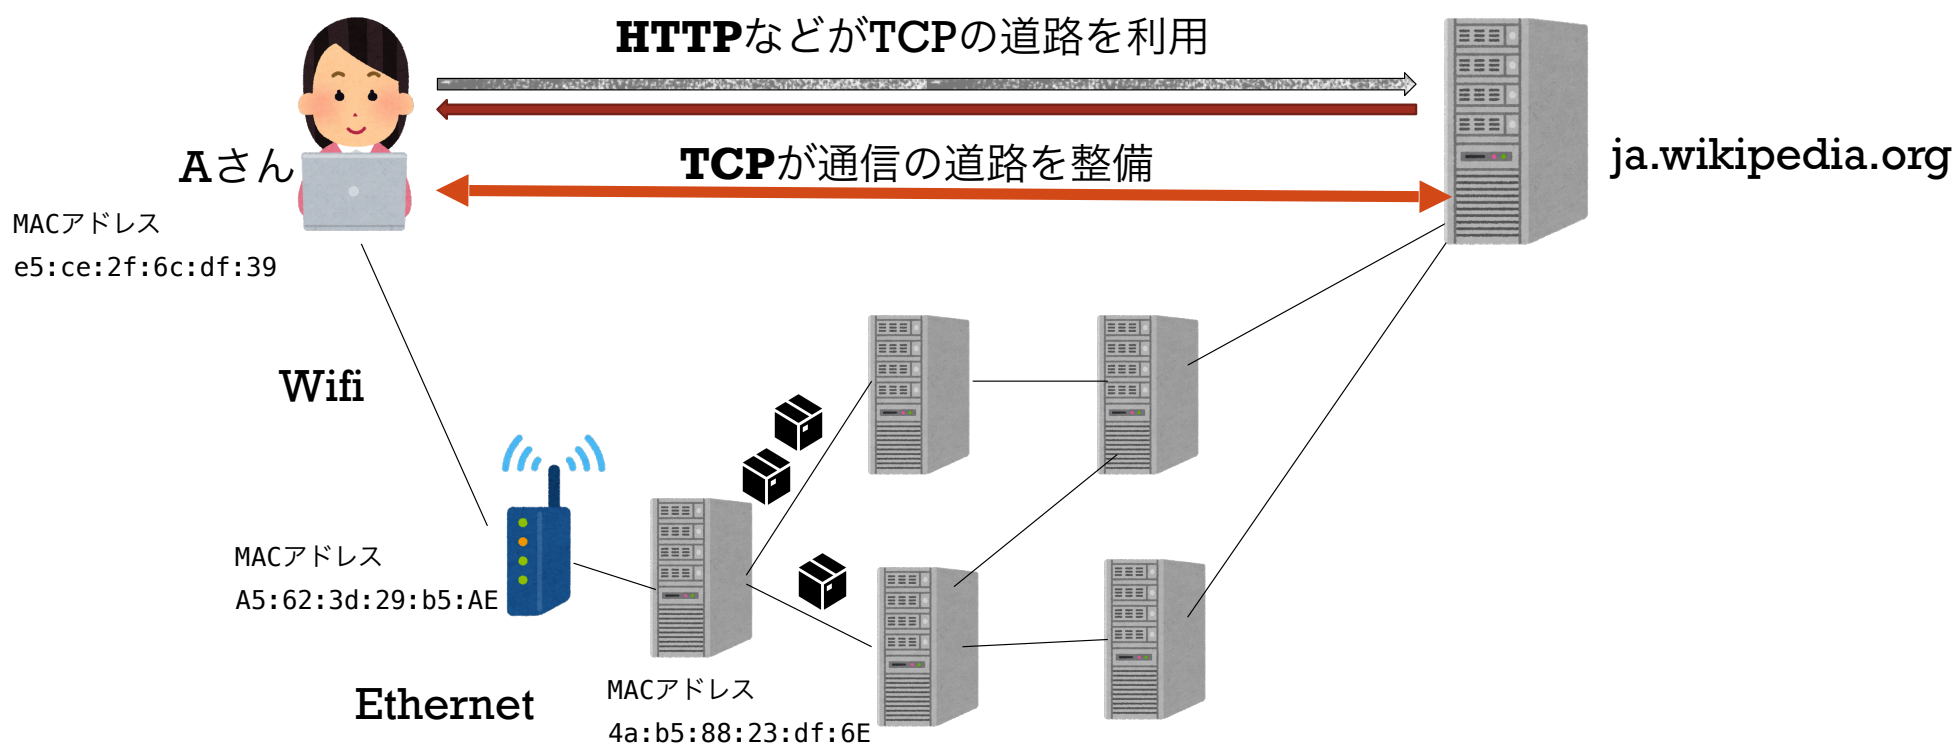 HTTPなどがTCPの道路を利用
TCPが通信の道路を整備
Aさん
ja.wikipedia.org
MACアドレス
e5:ce:2f:6c:df:39
Wifi
MACアドレス
A5:62:3d:29:b5:AE
Ethernet
MACアドレス
4a:b5:88:23:df:6E